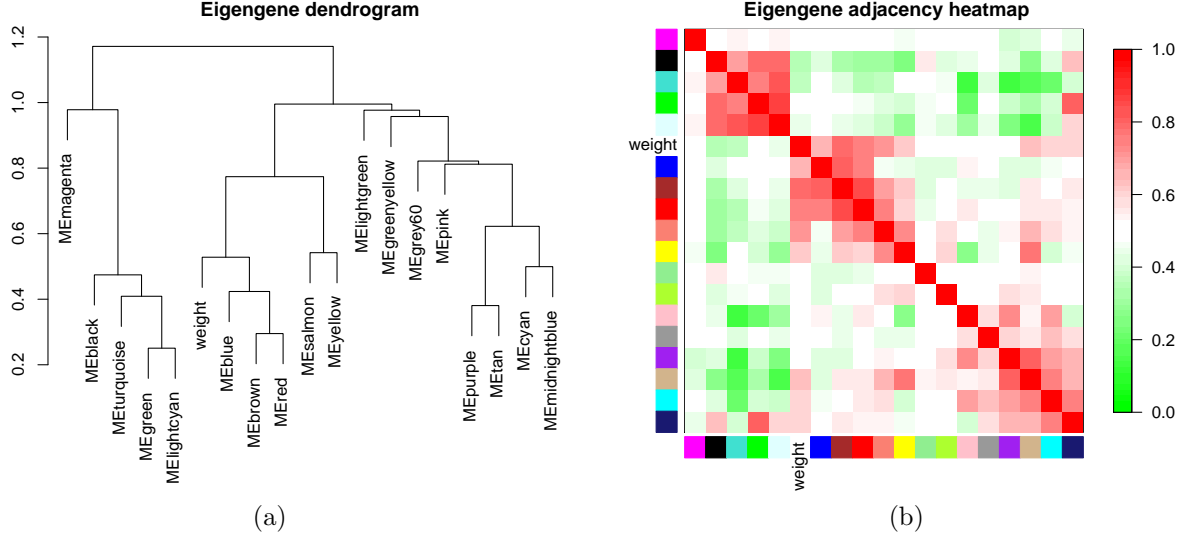 Eigengene dendrogram
1.2
1.0
0.8
0.6
0.4
0.2
MEmagenta
MEblack
MEturquoise
MEgreen
MElightcyan
weight
MEblue
MEbrown
MEred
MEsalmon
MEyellow
MElightgreen
MEgreenyellow
MEgrey60
MEpink
MEpurple
MEtan
MEcyan
MEmidnightblue
(a)
Eigengene adjacency heatmap
weight
weight
1.0
0.8
0.6
0.4
0.2
0.0
(b)